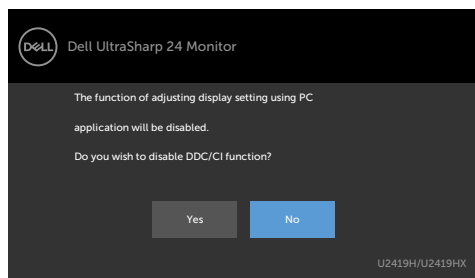 DELL
Dell UltraSharp 24 Monitor
The function of adjusting display setting using PC
application will be disabled.
Do you wish to disable DDC/CI function?
Yes
No
U2419H/U2419HX